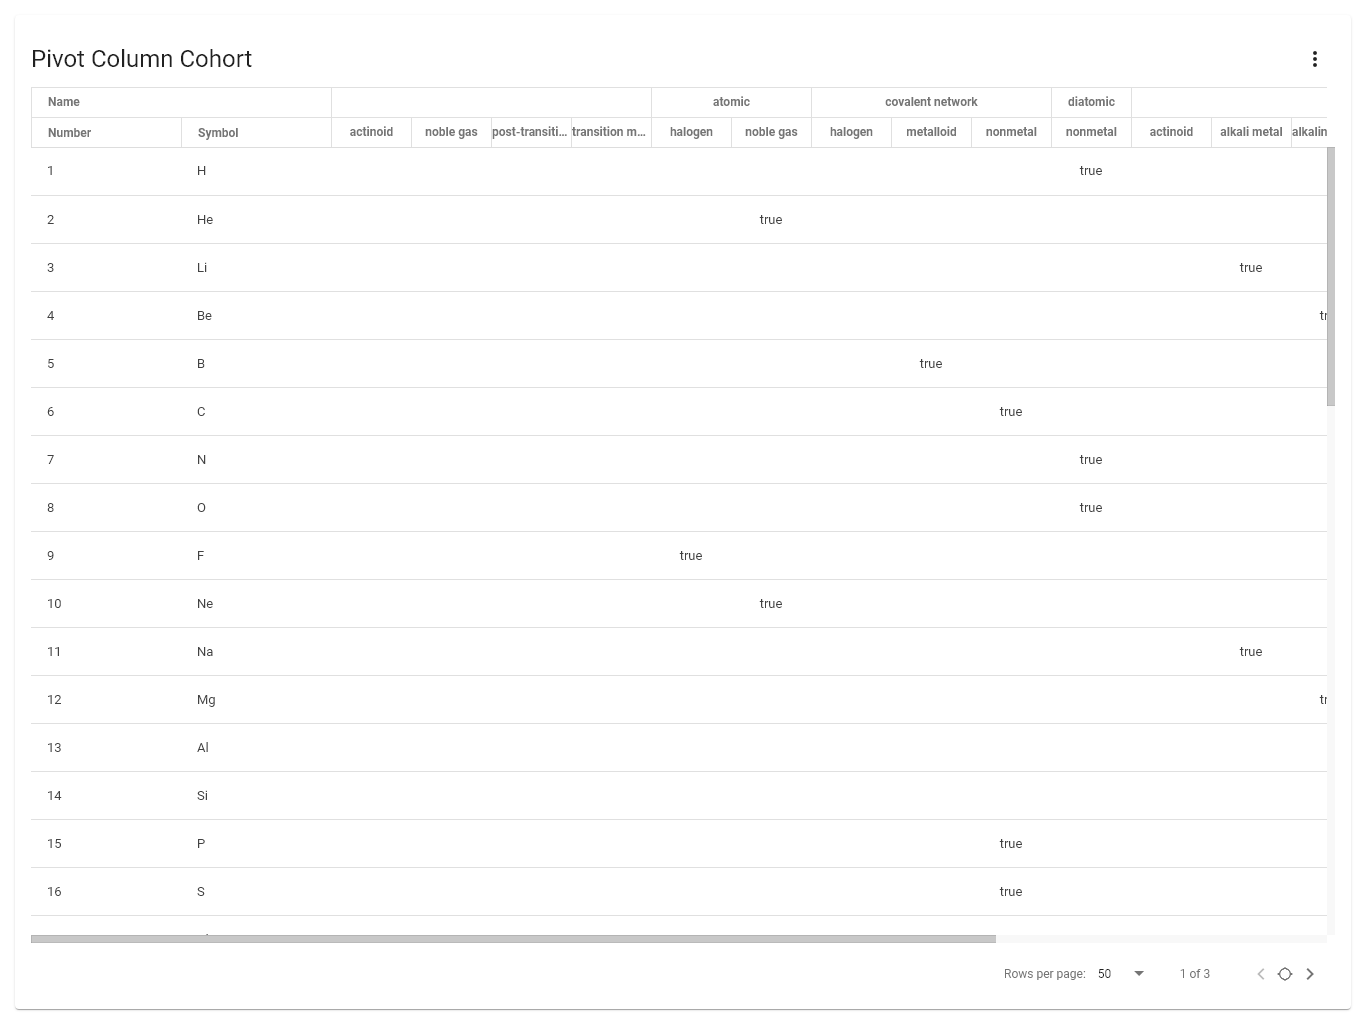 Pivot Column Cohort
Name atomic covalent network diatomic
Number Symbol actinoid noble gas post-transiti... transition m... halogen noble gas halogen metalloid nonmetal nonmetal actinoid alkali metal alkalin
1 H true
2 He true
3 Li true
4 Be tr
5 B true
6 C true
7 N true
8 O true
9 F true
10 Ne true
11 Na true
12 Mg tr
13 Al
14 Si
15 P true
16 S true
Rows per page: 50 1 of 3